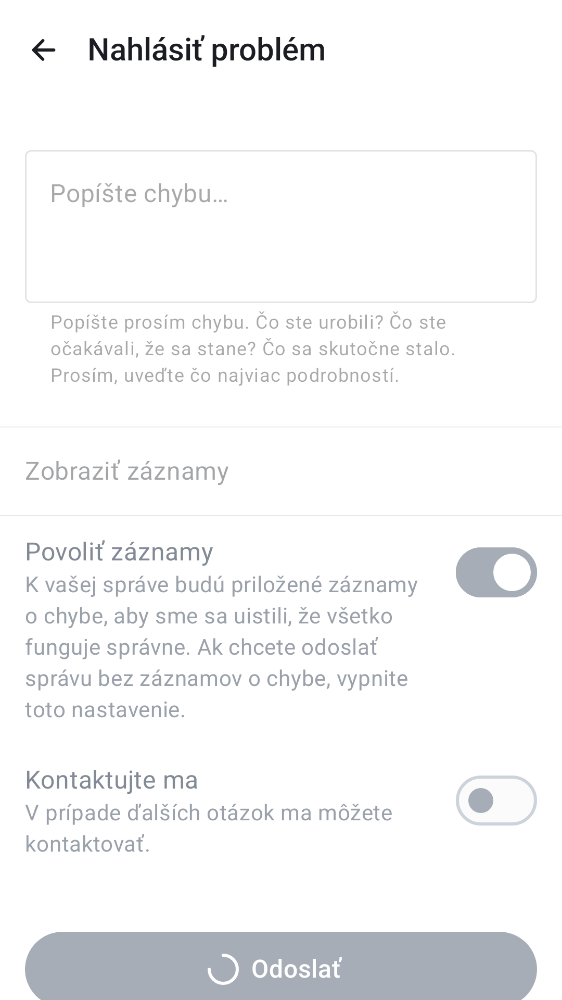 Nahlásiť problém
Popíšte chybu…
Popíšte prosím chybu. Čo ste urobili? Čo ste
očakávali, že sa stane? Čo sa skutočne stalo.
Prosím, uveďte čo najviac podrobností.
Zobraziť záznamy
Povoliť záznamy
K vašej správe budú priložené záznamy
o chybe, aby sme sa uistili, že všetko
funguje správne. Ak chcete odoslať
správu bez záznamov o chybe, vypnite
toto nastavenie.
Kontaktujte ma
V prípade ďalších otázok ma môžete
kontaktovať.
Odoslať